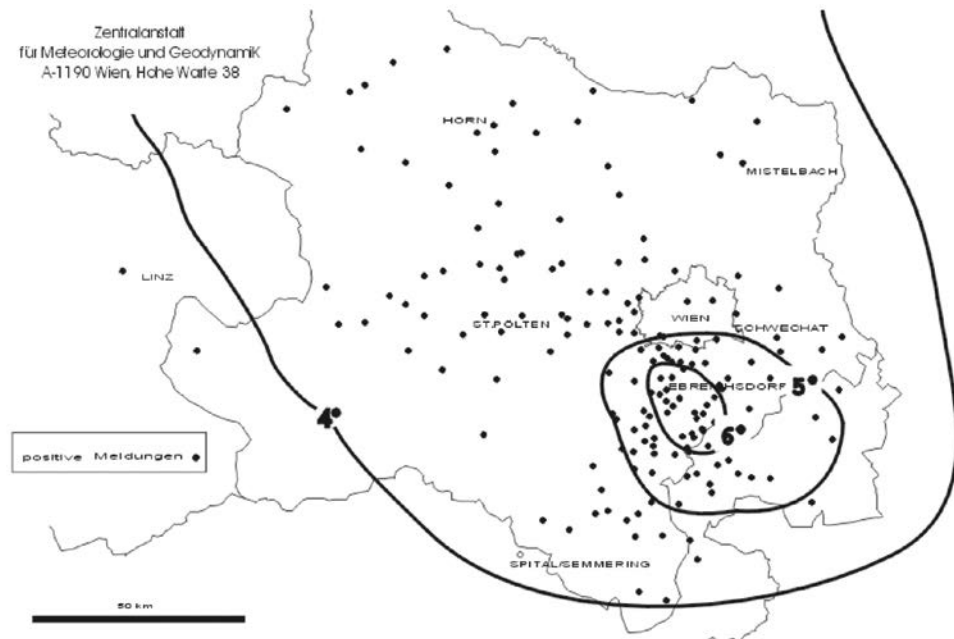 Zentralanstalt
für Meteorologie und Geodynamik
A-1190 Wien, Hohe Warte 38
HORN
MISTELBACH
LINZ
ST.PÖLTEN
WIEN
SCHWECHAT
EBREICHSDORF
5°
4°
6°
positive Meldungen
SPITAL/SEMMERING
50 km